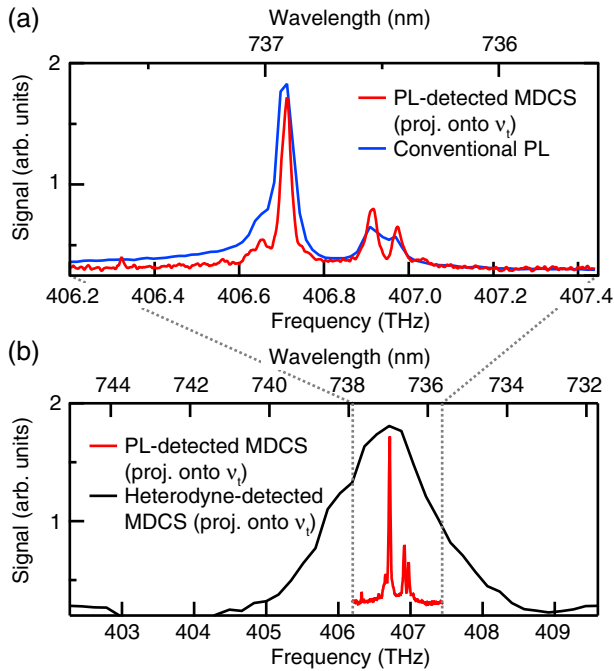 (a)
Wavelength (nm)
737 736
2
1
Signal (arb. units)
PL-detected MDCS
(proj. onto νt)
Conventional PL
406.2 406.4 406.6 406.8 407.0 407.2 407.4
Frequency (THz)
(b)
Wavelength (nm)
744 742 740 738 736 734 732
2
1
Signal (arb. units)
PL-detected MDCS
(proj. onto νt)
Heterodyne-detected
MDCS (proj. onto νt)
403 404 405 406 407 408 409
Frequency (THz)